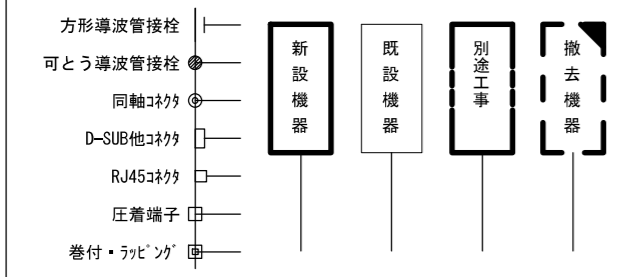 方形導波管接栓
可とう導波管接栓
同軸ｺﾈｸﾀ
D-SUB他ｺﾈｸﾀ
RJ45ｺﾈｸﾀ
圧着端子
巻付・ﾗｯﾋﾟﾝｸﾞ
新設機器
既設機器
別途工事
撤去機器